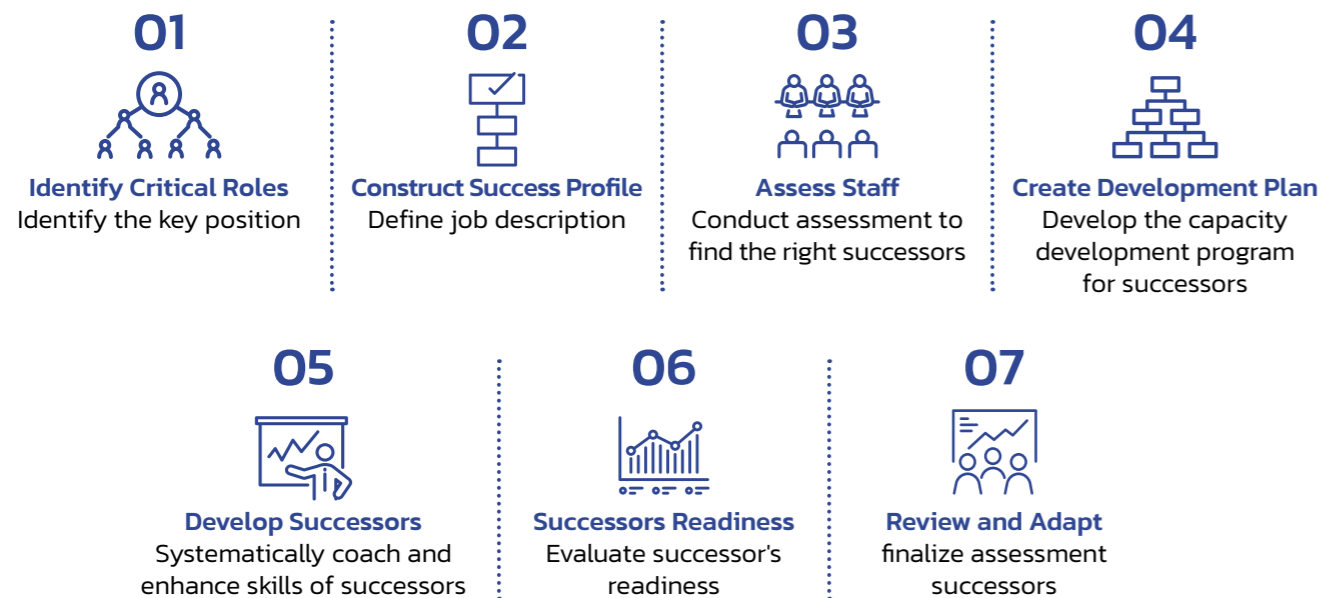 01
Identify Critical Roles
Identify the key position
02
Construct Success Profile
Define job description
03
Assess Staff
Conduct assessment to
find the right successors
04
Create Development Plan
Develop the capacity
development program
for successors
05
Develop Successors
Systematically coach and
enhance skills of successors
06
Successors Readiness
Evaluate successor's
readiness
07
Review and Adapt
finalize assessment
successors